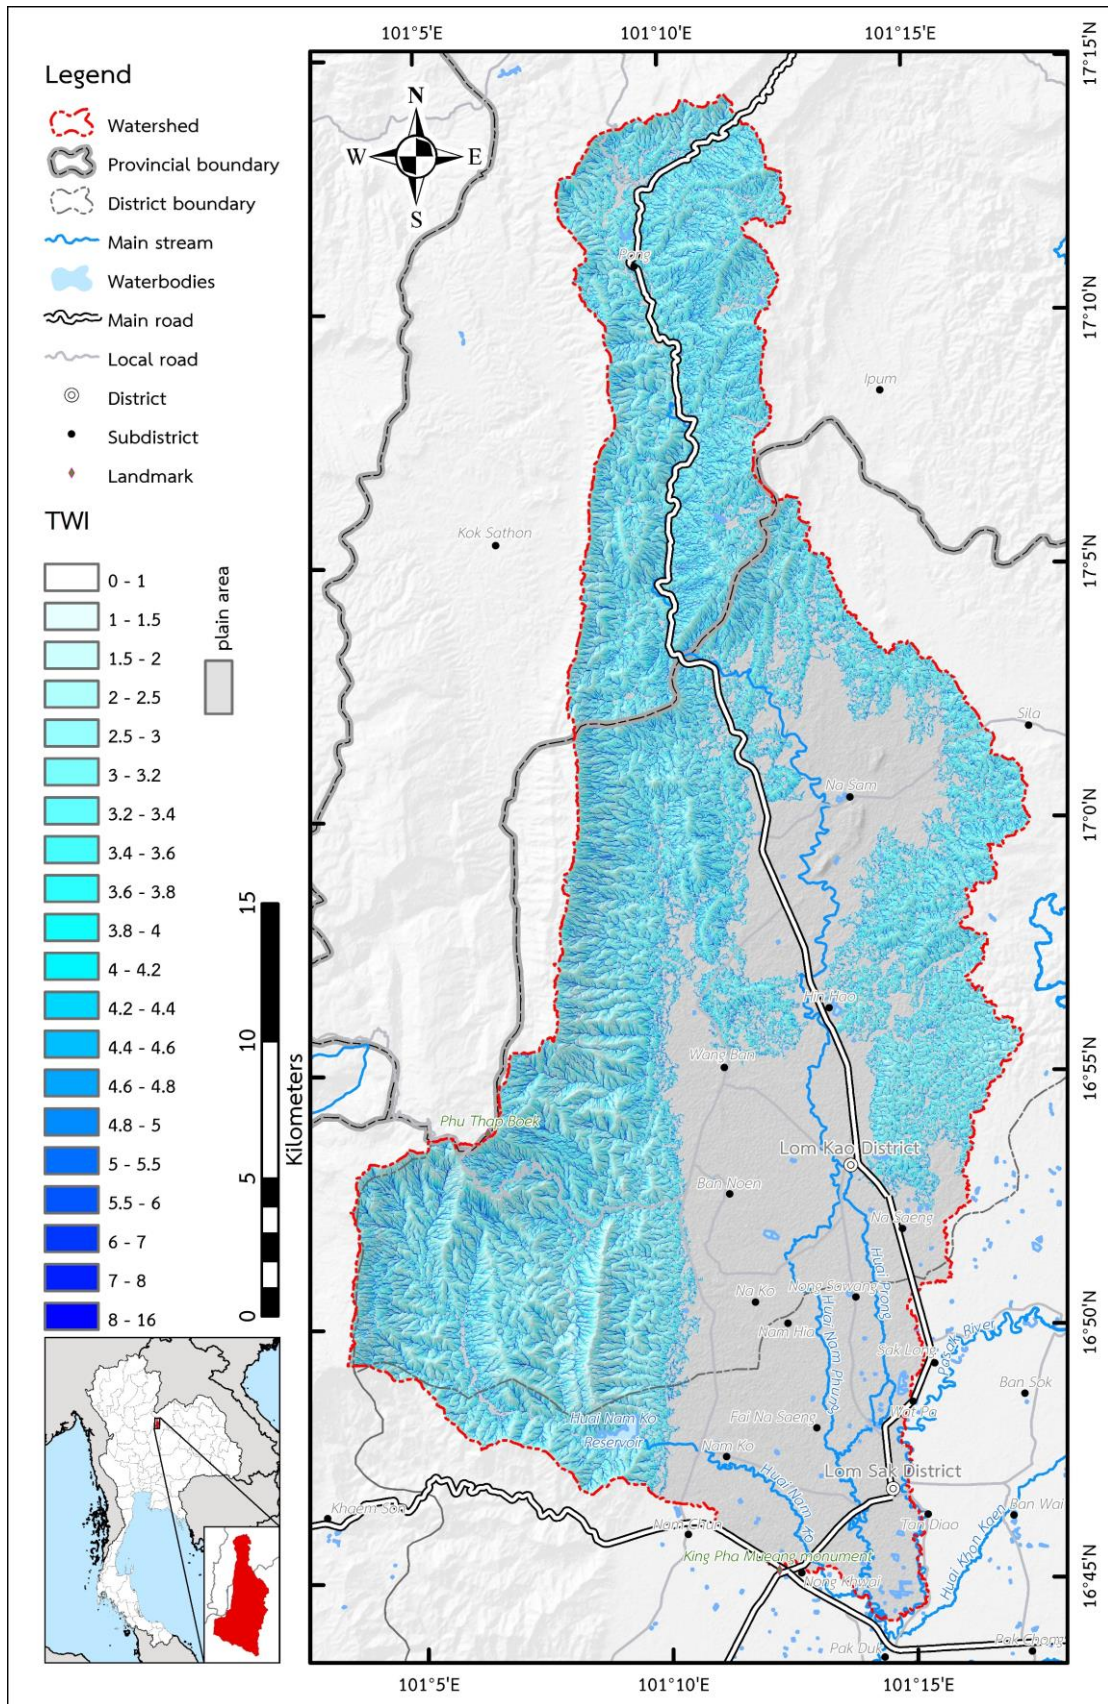 101°5'E
101°10'E
101°15'E
Legend
Watershed
Provincial boundary
District boundary
Main stream
Waterbodies
Main road
Local road
District
Subdistrict
Landmark
TWI
0 - 1
1 - 1.5
1.5 - 2
2 - 2.5
2.5 - 3
3 - 3.2
3.2 - 3.4
3.4 - 3.6
3.6 - 3.8
3.8 - 4
4 - 4.2
4.2 - 4.4
4.4 - 4.6
4.6 - 4.8
4.8 - 5
5 - 5.5
5.5 - 6
6 - 7
7 - 8
8 - 16
plain area
15
10
5
0
Kilometers
N
W
E
S
Pong
Ipum
Kok Sathon
Sila
Na Sam
Hin Hao
Wang Ban
Phu Thap Boek
Lom Kao District
Ban Noen
Na Saeng
Huai Prong
Na Ko
Nong Sawang
Nam Hia
Huai Nam Phung
Sak Long
Pasak River
Ban Sok
Wat Pa
Huai Nam Ko
Reservoir
Fai Na Saeng
Nam Ko
Lom Sak District
Huai Nam Yo
Khaem Son
Nam Chun
Tan Diao
Ban Wai
Huai Khon Kaen
King Pha Mueang monument
Nong Khwai
Pak Duk
Pak Chong
17°15'N
17°10'N
17°5'N
17°0'N
16°55'N
16°50'N
16°45'N
101°5'E
101°10'E
101°15'E